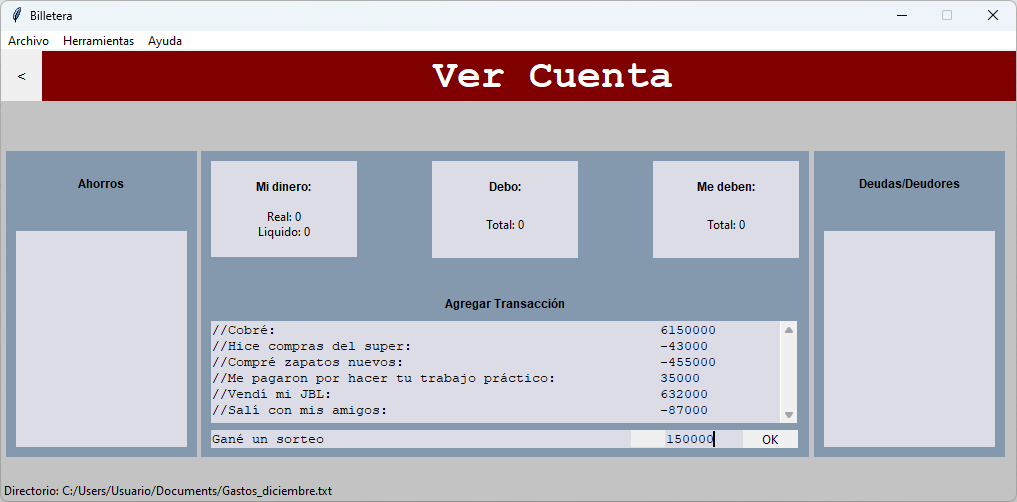 Billetera
Archivo Herramientas Ayuda
< Ver Cuenta
Ahorros
Mi dinero:
Real: 0
Liquido: 0
Debo:
Total: 0
Me deben:
Total: 0
Deudas/Deudores
Agregar Transacción
//Cobré: 6150000
//Hice compras del super: -43000
//Compré zapatos nuevos: -455000
//Me pagaron por hacer tu trabajo práctico: 35000
//Vendí mi JBL: 632000
//Salí con mis amigos: -87000
Gané un sorteo 150000 OK
Directorio: C:/Users/Usuario/Documents/Gastos_diciembre.txt